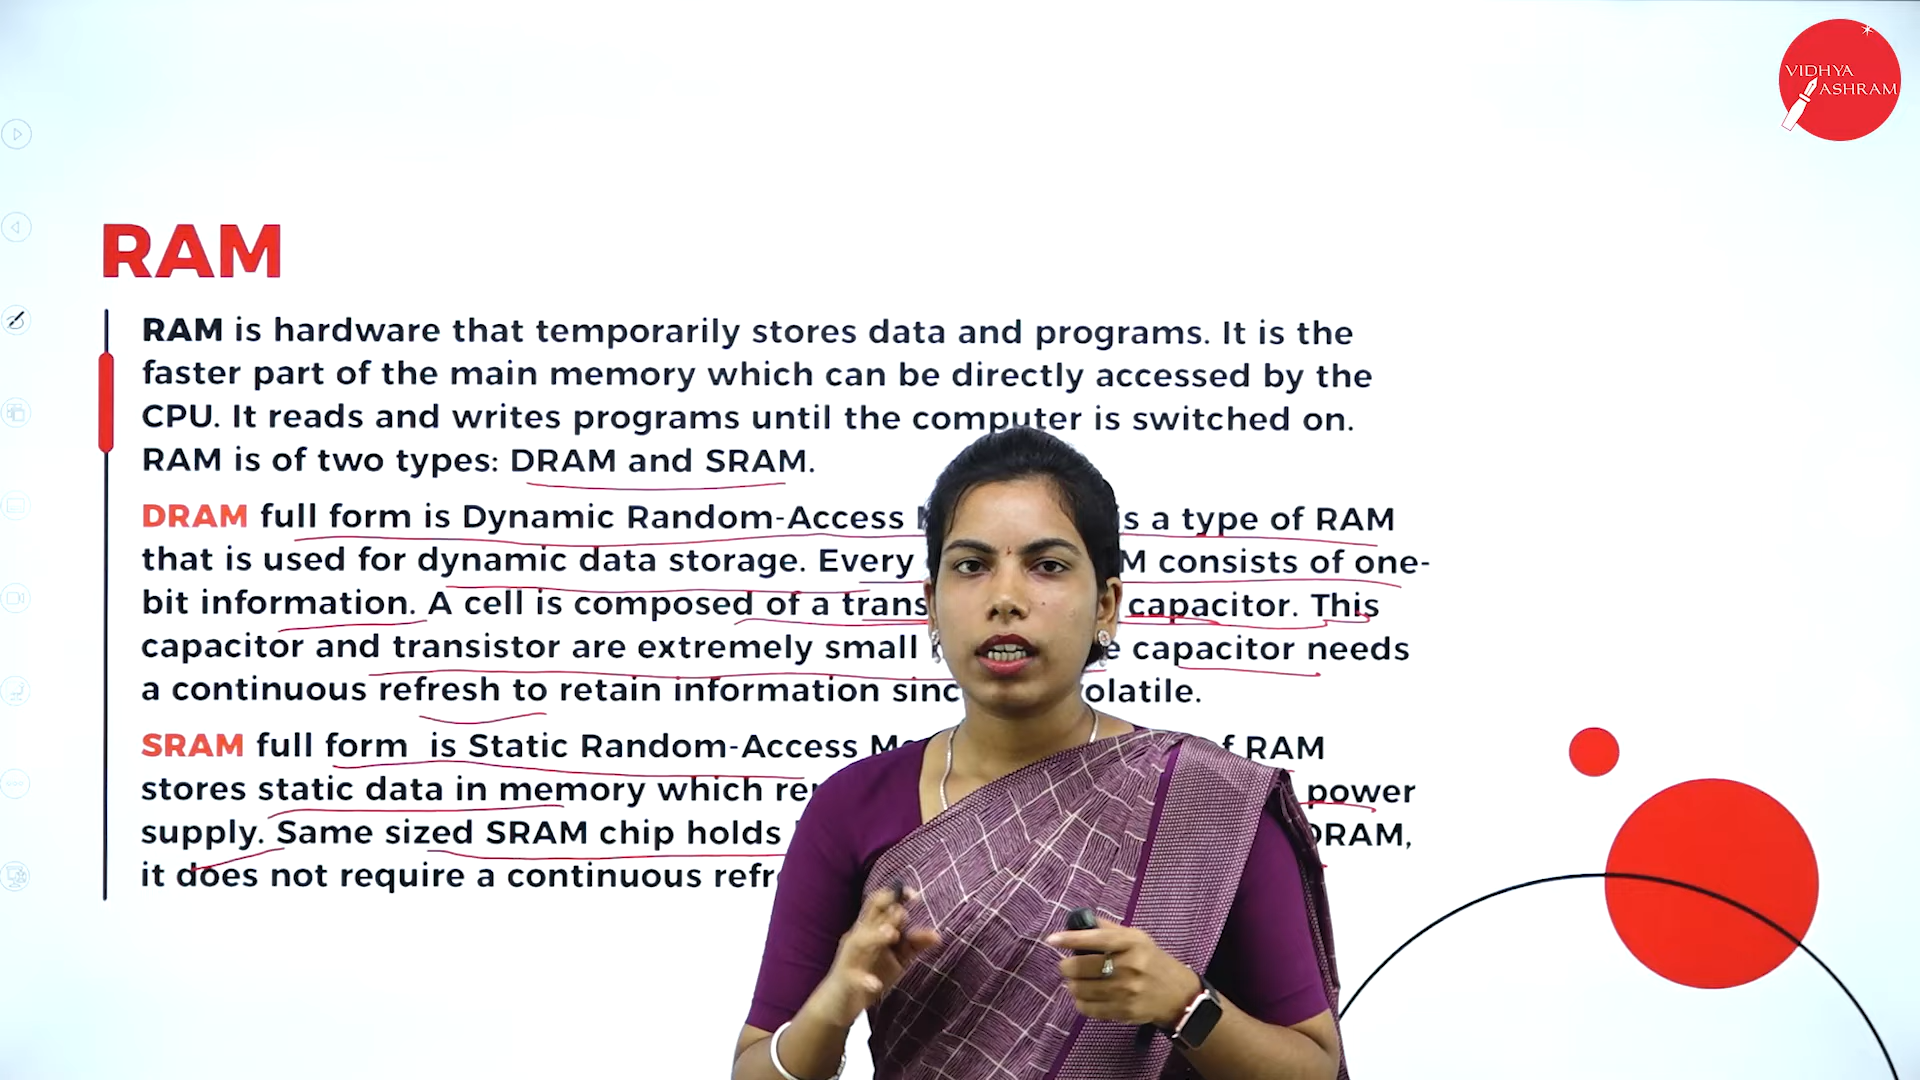 VIDHYA
ASHRAM
RAM
RAM is hardware that temporarily stores data and programs. It is the
faster part of the main memory which can be directly accessed by the
CPU. It reads and writes programs until the computer is switched on.
RAM is of two types: DRAM and SRAM.
DRAM full form is Dynamic Random-Access is a type of RAM
that is used for dynamic data storage. Every consists of one-
bit information. A cell is composed of a capacitor. This
capacitor and transistor are extremely small capacitor needs
a continuous refresh to retain information
SRAM full form is Static Random-Access RAM
stores static data in memory which power
supply. Same sized SRAM chip holds DRAM,
it does not require a continuous